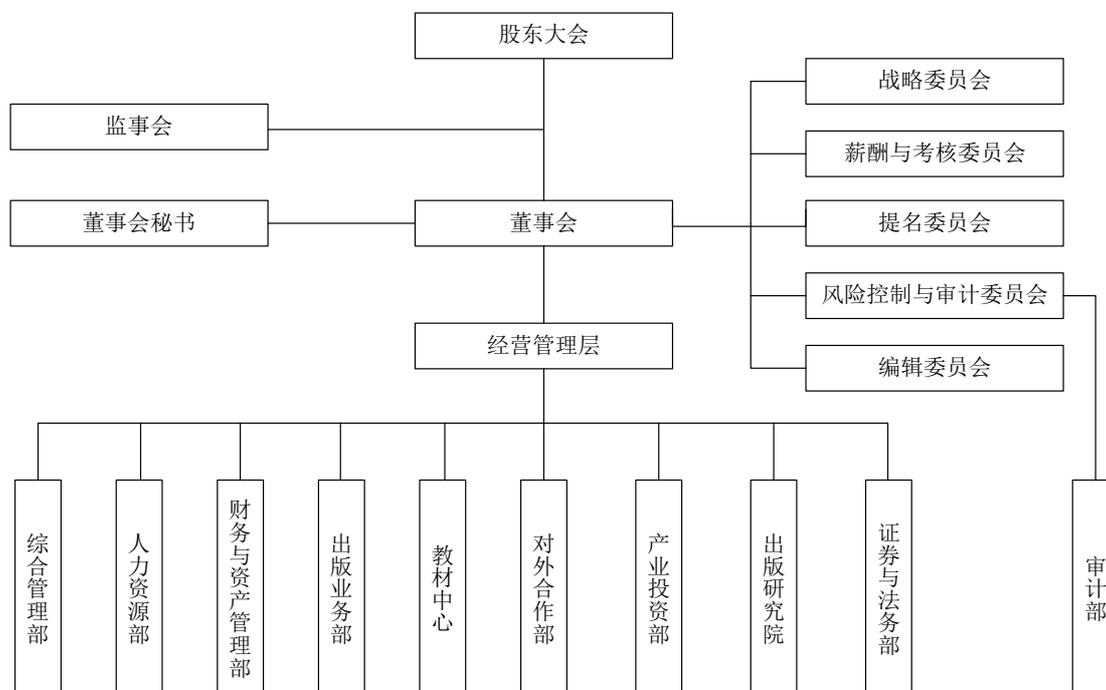 股东大会
战略委员会
监事会
薪酬与考核委员会
董事会秘书
董事会
提名委员会
风险控制与审计委员会
经营管理层
编辑委员会
综合管理部
人力资源部
财务与资产管理部
出版业务部
教材中心
对外合作部
产业投资部
出版研究院
证券与法务部
审计部